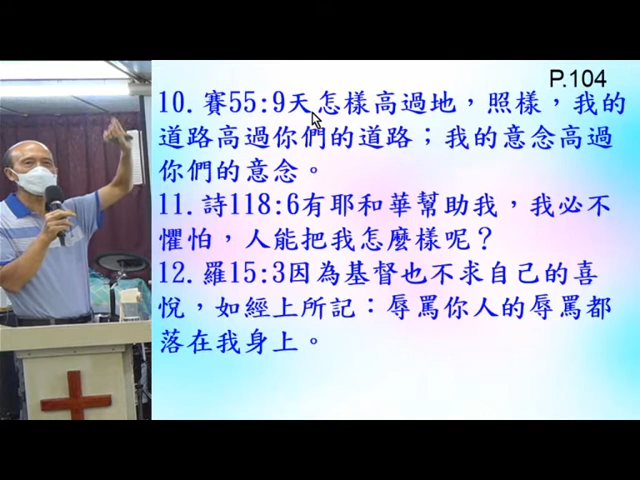 P.104
10. 賽55:9天怎樣高過地，照樣，我的
道路高過你們的道路；我的意念高過
你們的意念。
11. 詩118:6有耶和華幫助我，我必不
懼怕，人能把我怎麼樣呢？
12. 羅15:3因為基督也不求自己的喜
悅，如經上所記：辱罵你人的辱罵都
落在我身上。